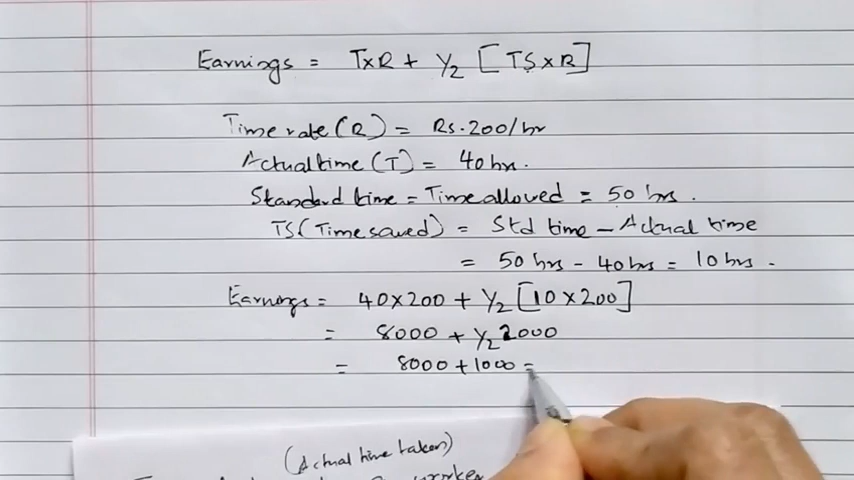 Earnings = T×R + 1/2 [TS×R]
Time rate (R) = Rs.200/hr
Actual time (T) = 40 hr.
Standard time = Time allowed = 50 hrs.
TS (Time saved) = Std time - Actual time
= 50 hrs - 40 hrs = 10 hrs.
Earnings = 40×200 + 1/2 [10×200]
= 8000 + 1/2 2000
= 8000 + 1000 =
(Actual time taken)
worker